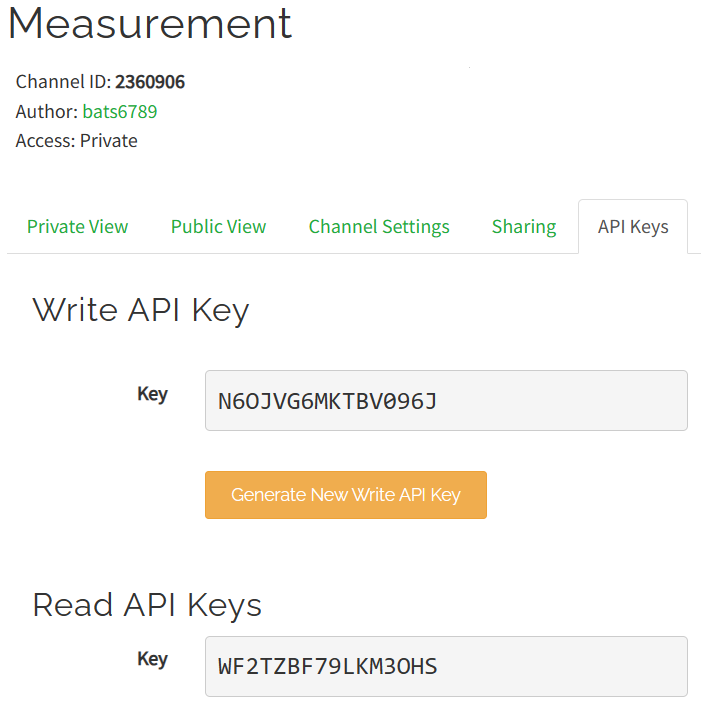 Measurement
Channel ID: 2360906
Author: bats6789
Access: Private
Private View Public View Channel Settings Sharing API Keys
Write API Key
Key N6OJVG6MKTBV096J
Generate New Write API Key
Read API Keys
Key WF2TZBF79LKM3OHS